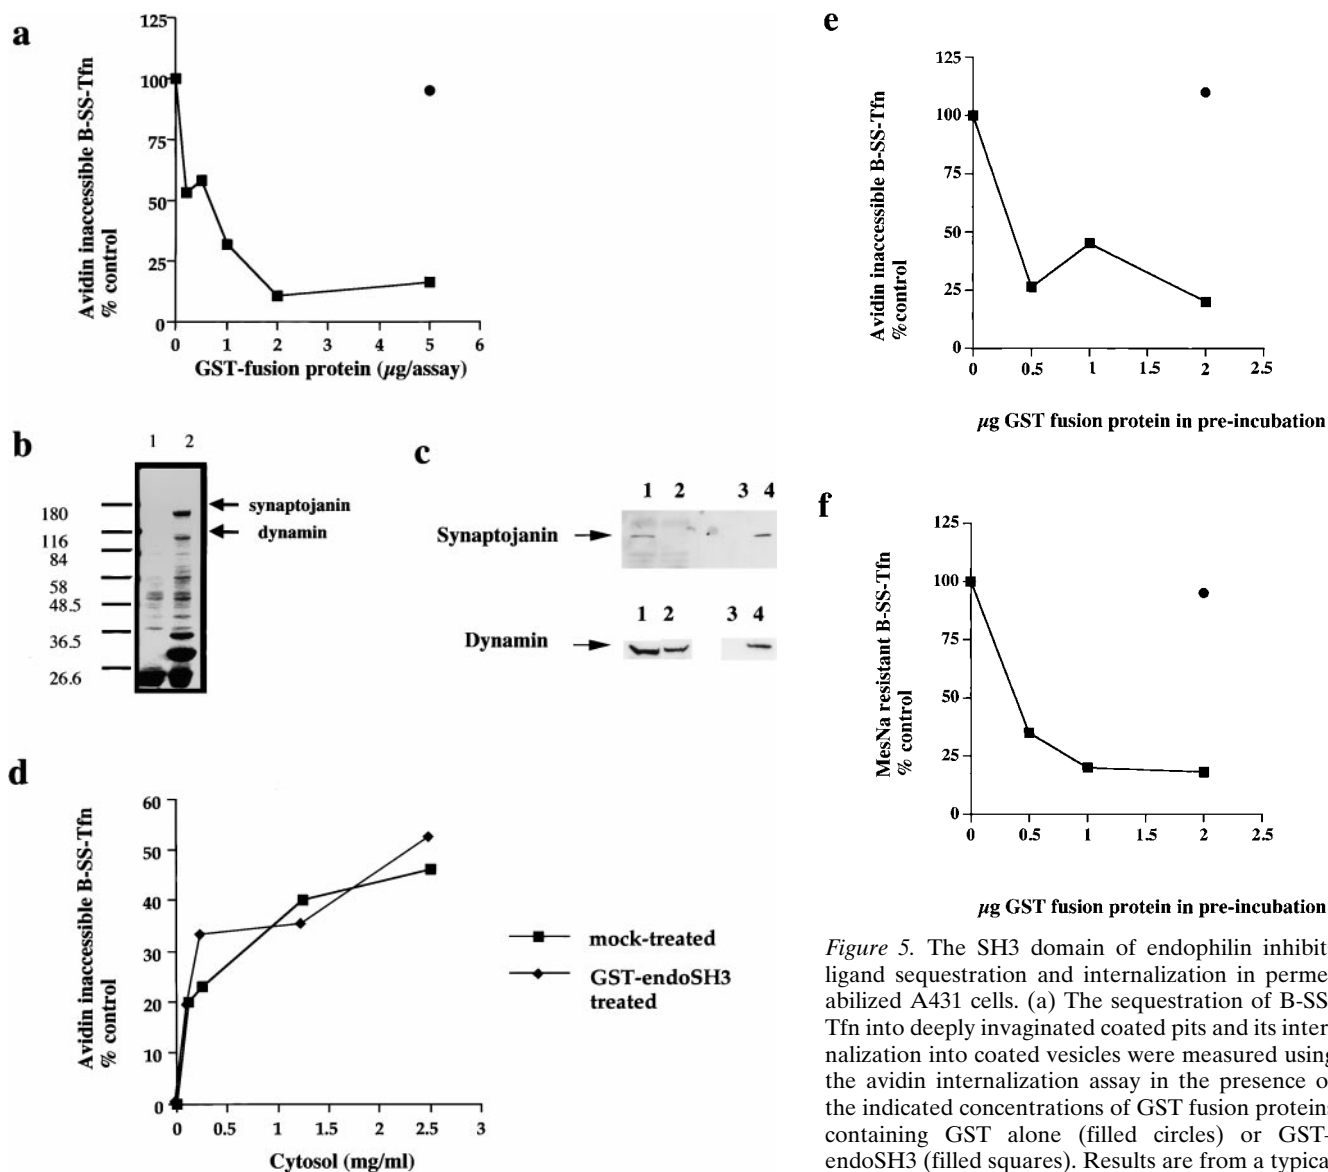 a
Avidin inaccessible B-SS-Tfn
% control
125
100
75
50
25
0
0 1 2 3 4 5 6
GST-fusion protein (µg/assay)
b
1 2
180
116
84
58
48.5
36.5
26.6
synaptojanin
dynamin
c
1 2 3 4
Synaptojanin
1 2 3 4
Dynamin
d
Avidin inaccessible B-SS-Tfn
% control
60
50
40
30
20
10
0
0 0.5 1 1.5 2 2.5 3
Cytosol (mg/ml)
mock-treated
GST-endoSH3
treated
e
Avidin inaccessible B-SS-Tfn
%control
125
100
75
50
25
0
0 0.5 1 1.5 2 2.5
µg GST fusion protein in pre-incubation
f
MesNa resistant B-SS-Tfn
% control
125
100
75
50
25
0
0 0.5 1 1.5 2 2.5
µg GST fusion protein in pre-incubation
Figure 5. The SH3 domain of endophilin inhibit
ligand sequestration and internalization in perme
abilized A431 cells. (a) The sequestration of B-SS
Tfn into deeply invaginated coated pits and its inter
nalization into coated vesicles were measured using
the avidin internalization assay in the presence o
the indicated concentrations of GST fusion protein
containing GST alone (filled circles) or GST-
endoSH3 (filled squares). Results are from a typica